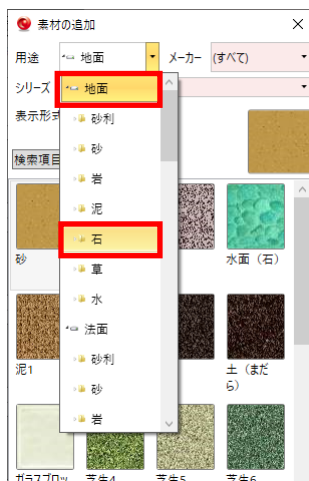 素材の追加
用途 地面 メーカー (すべて)
シリーズ
地面
表示形式
砂利
砂
検索項目
岩
泥
石
砂
水面（石）
草
水
法面
泥1
土（まだ
ら）
砂利
砂
岩
ガラスブロッ 芝生4 芝生5 芝生6